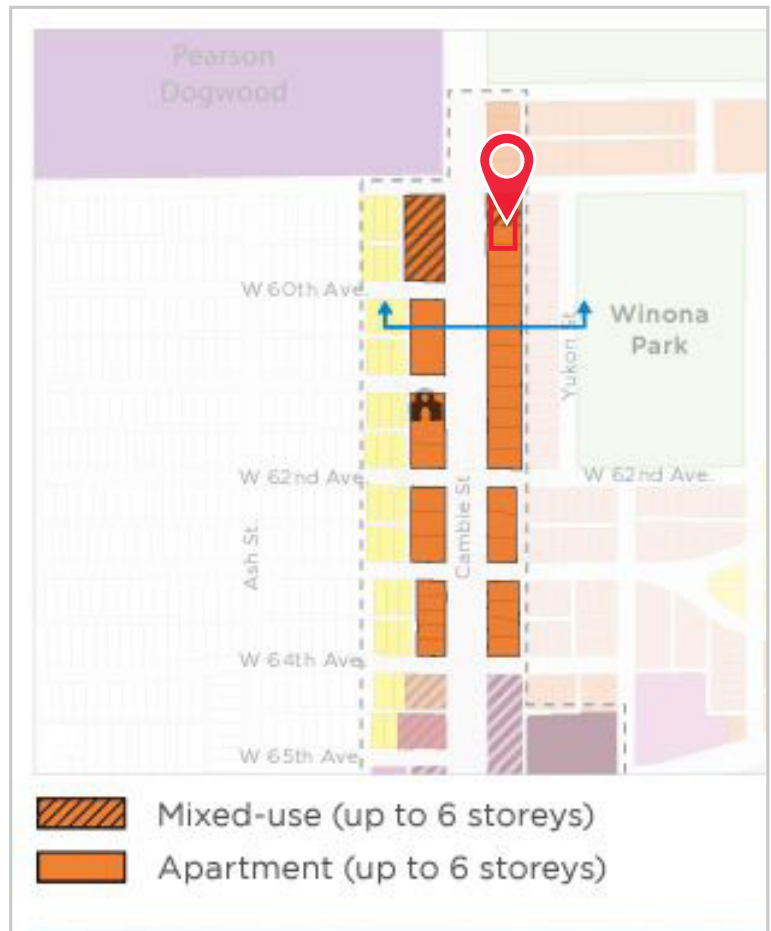 Pearson
Dogwood
W 60th Ave.
Winona
Park
Yukon St.
W 62nd Ave.
W 62nd Ave.
Cambie St
Ash St.
W 64th Ave.
W 65th Ave.
Mixed-use (up to 6 storeys)
Apartment (up to 6 storeys)